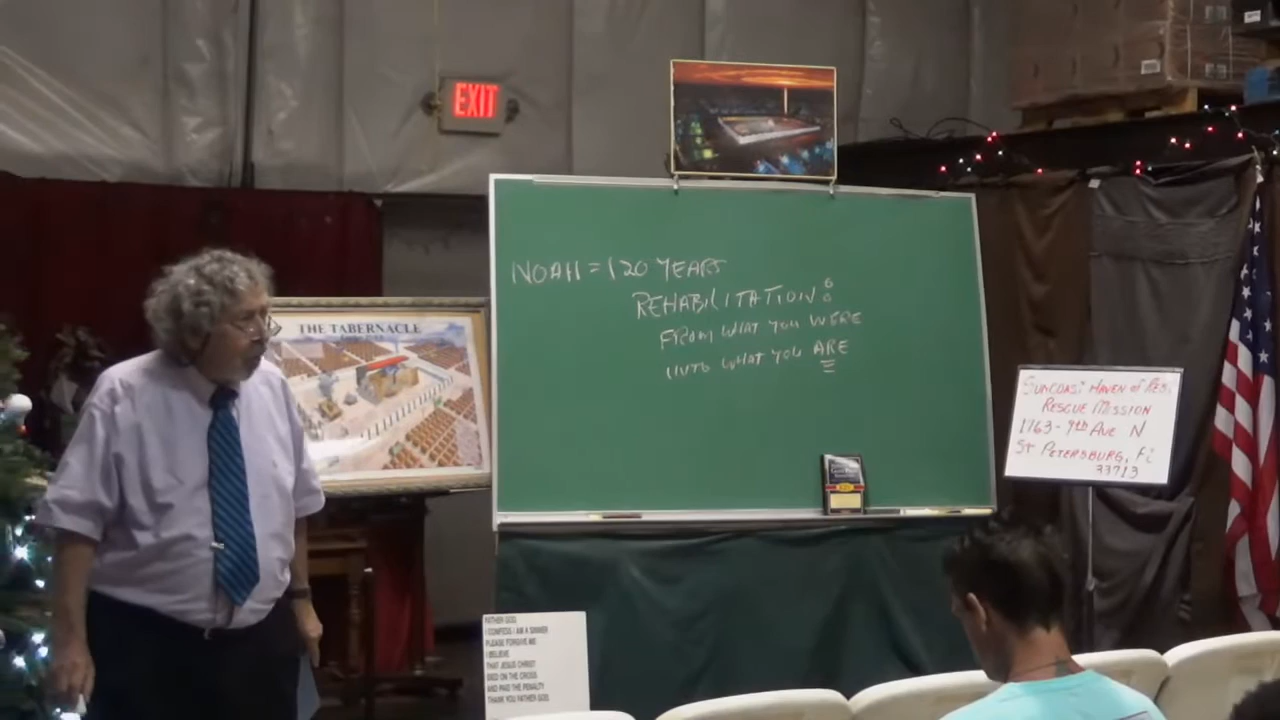 EXIT
NOAH = 120 YEARS
REHABILITATION:
FROM WHAT YOU WERE
INTO WHAT YOU ARE
THE TABERNACLE
SUNCOAST HAVEN of
RESCUE MISSION
1763-9th AVE N
ST PETERSBURG, FL
33713
FATHER GOD
I CONFESS I AM A SINNER
PLEASE FORGIVE ME
I BELIEVE
THAT JESUS CHRIST
DIED ON THE CROSS
AND PAID THE PENALTY
THANK YOU FATHER GOD